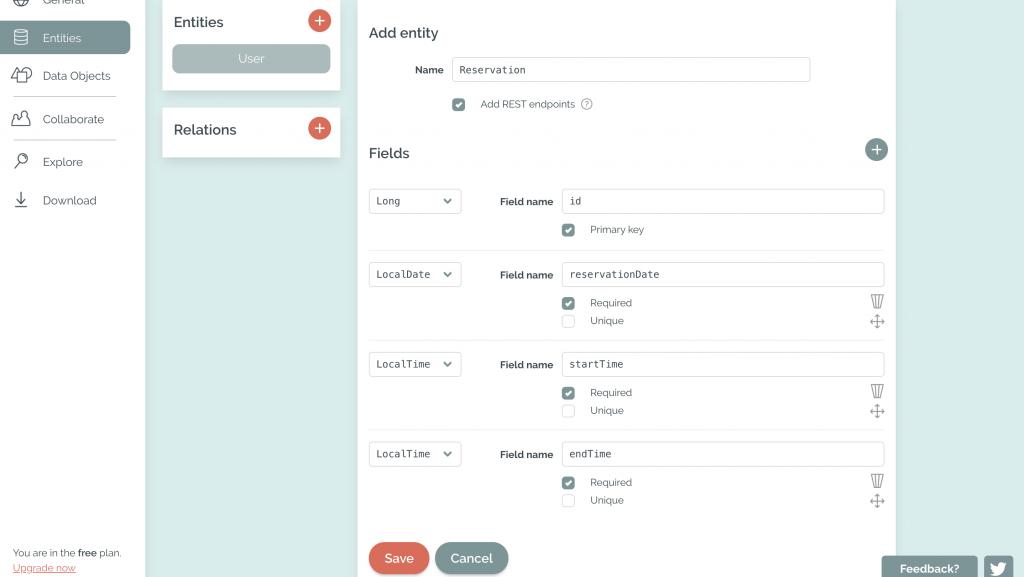 General
Entities
Data Objects
Collaborate
Explore
Download
You are in the free plan.
Upgrade now
Entities
User
Relations
Add entity
Name Reservation
Add REST endpoints ?
Fields
Long Field name id
Primary key
LocalDate Field name reservationDate
Required
Unique
LocalTime Field name startTime
Required
Unique
LocalTime Field name endTime
Required
Unique
Save Cancel
Feedback?